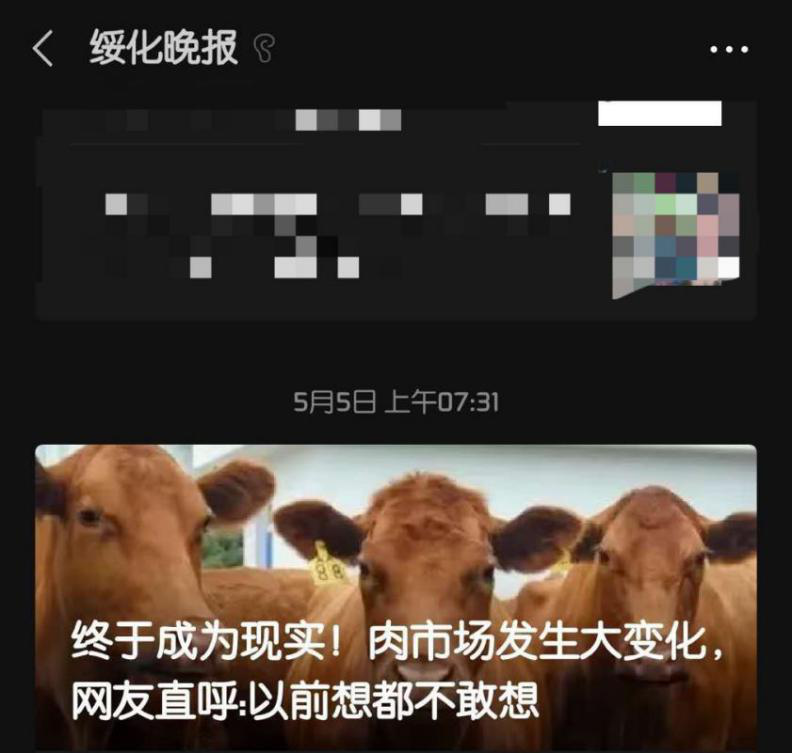 绥化晚报
5月5日 上午07:31
88
终于成为现实！肉市场发生大变化，
网友直呼:以前想都不敢想